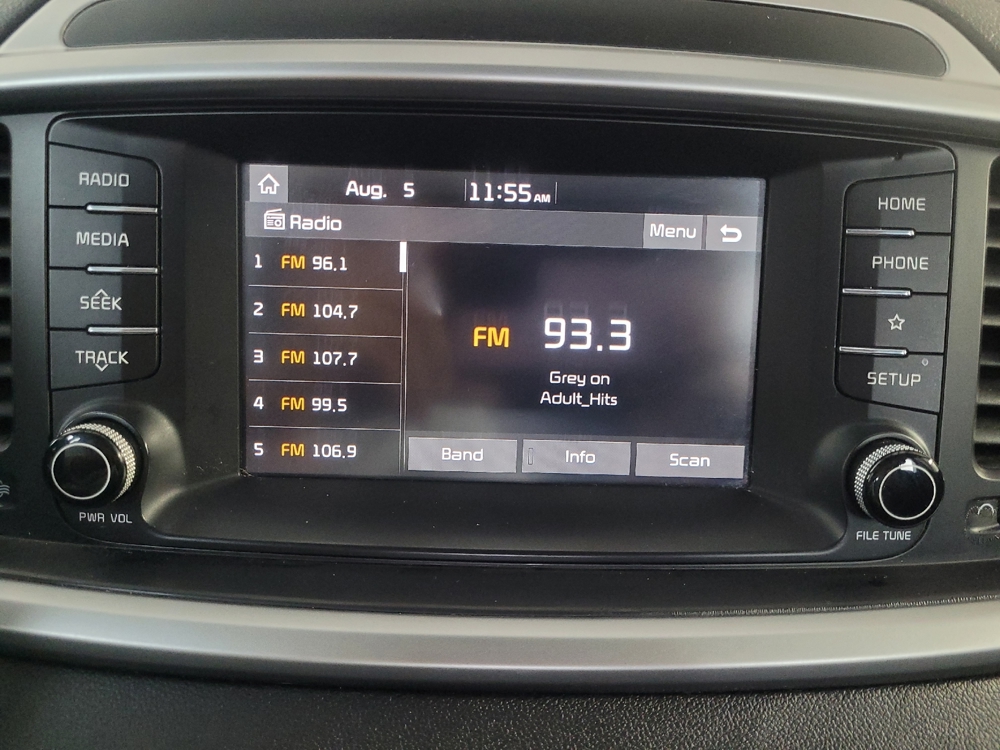 RADIO
MEDIA
SEEK
TRACK
PWR VOL
Aug. 5 11:55 AM
Radio Menu
1 FM 96.1
2 FM 104.7
3 FM 107.7
4 FM 99.5
5 FM 106.9
FM 93.3
Grey on
Adult_Hits
Band Info Scan
HOME
PHONE
SETUP
FILE TUNE